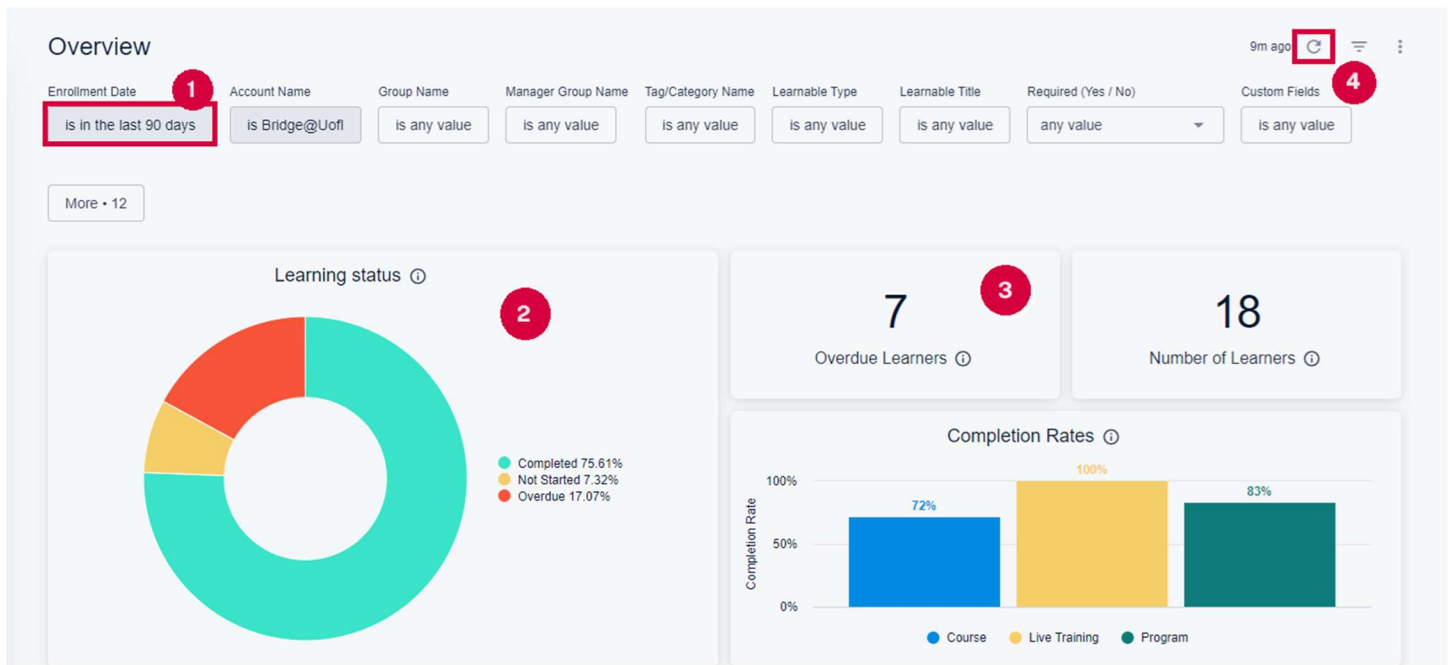 Overview
9m ago
4
1
Enrollment Date
Account Name
Group Name
Manager Group Name
Tag/Category Name
Learnable Type
Learnable Title
Required (Yes / No)
Custom Fields
is in the last 90 days
is Bridge@Uofl
is any value
is any value
is any value
is any value
is any value
any value
is any value
More • 12
Learning status
2
Completed 75.61%
Not Started 7.32%
Overdue 17.07%
3
7
Overdue Learners
18
Number of Learners
Completion Rates
Completion Rate
100%
50%
0%
72%
100%
83%
Course
Live Training
Program